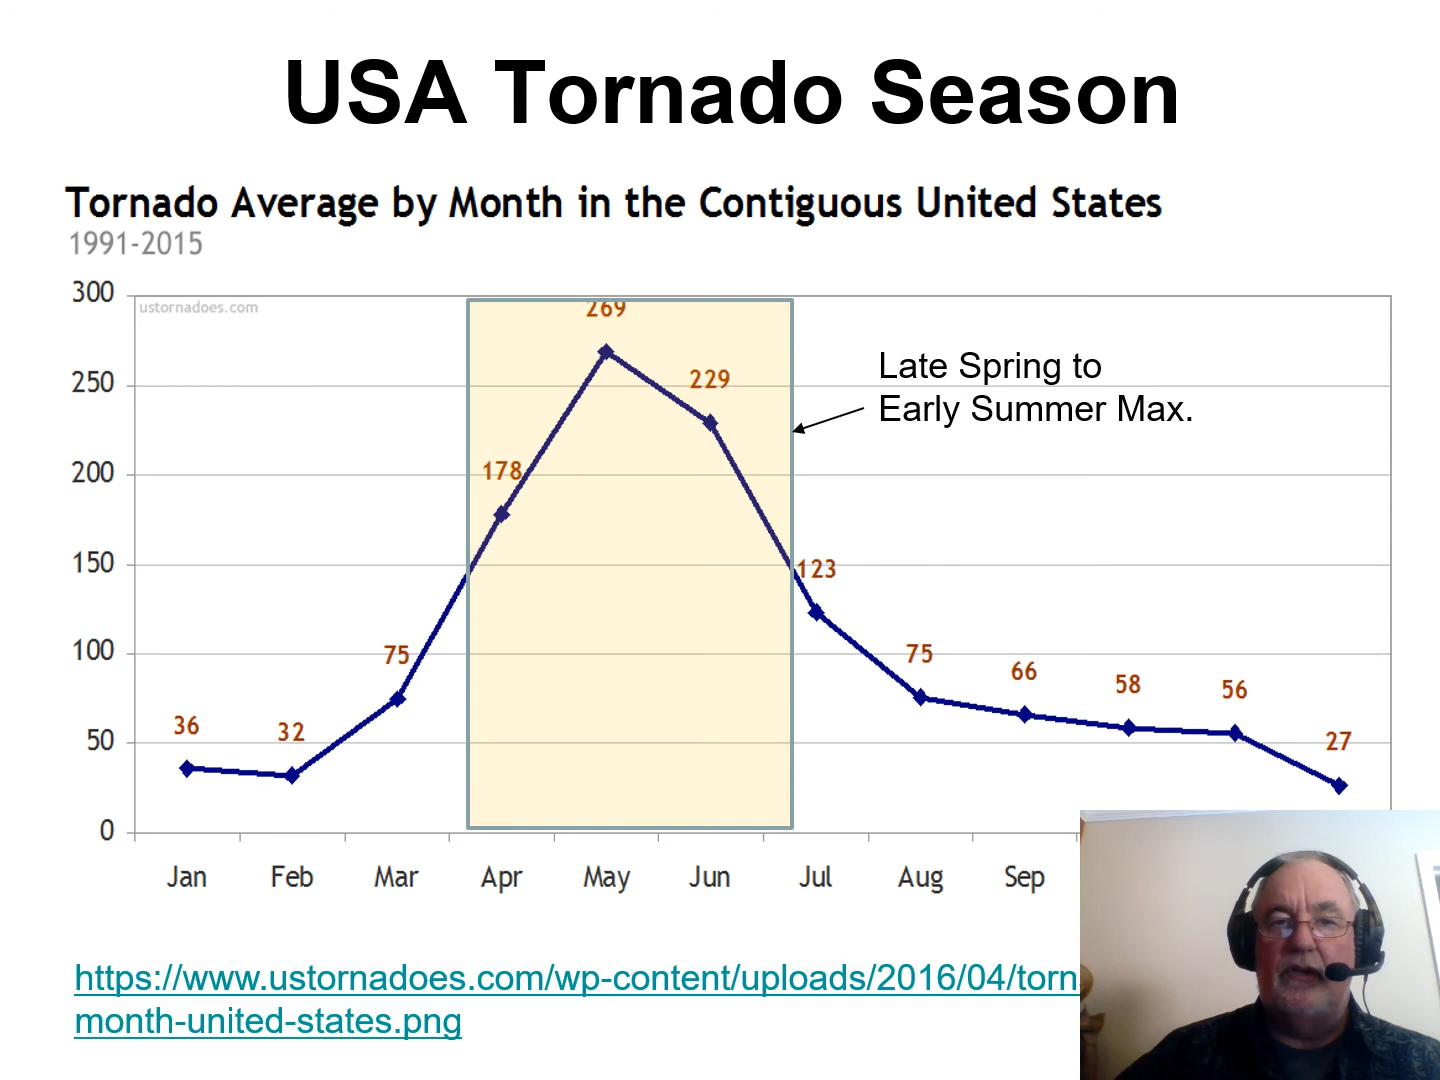 USA Tornado Season
Tornado Average by Month in the Contiguous United States
1991-2015
300
ustornadoes.com
269
Late Spring to
Early Summer Max.
250
229
200
178
150
123
100
75
75
66
58
56
50
36
32
27
0
Jan Feb Mar Apr May Jun Jul Aug Sep
https://www.ustornadoes.com/wp-content/uploads/2016/04/torn
month-united-states.png